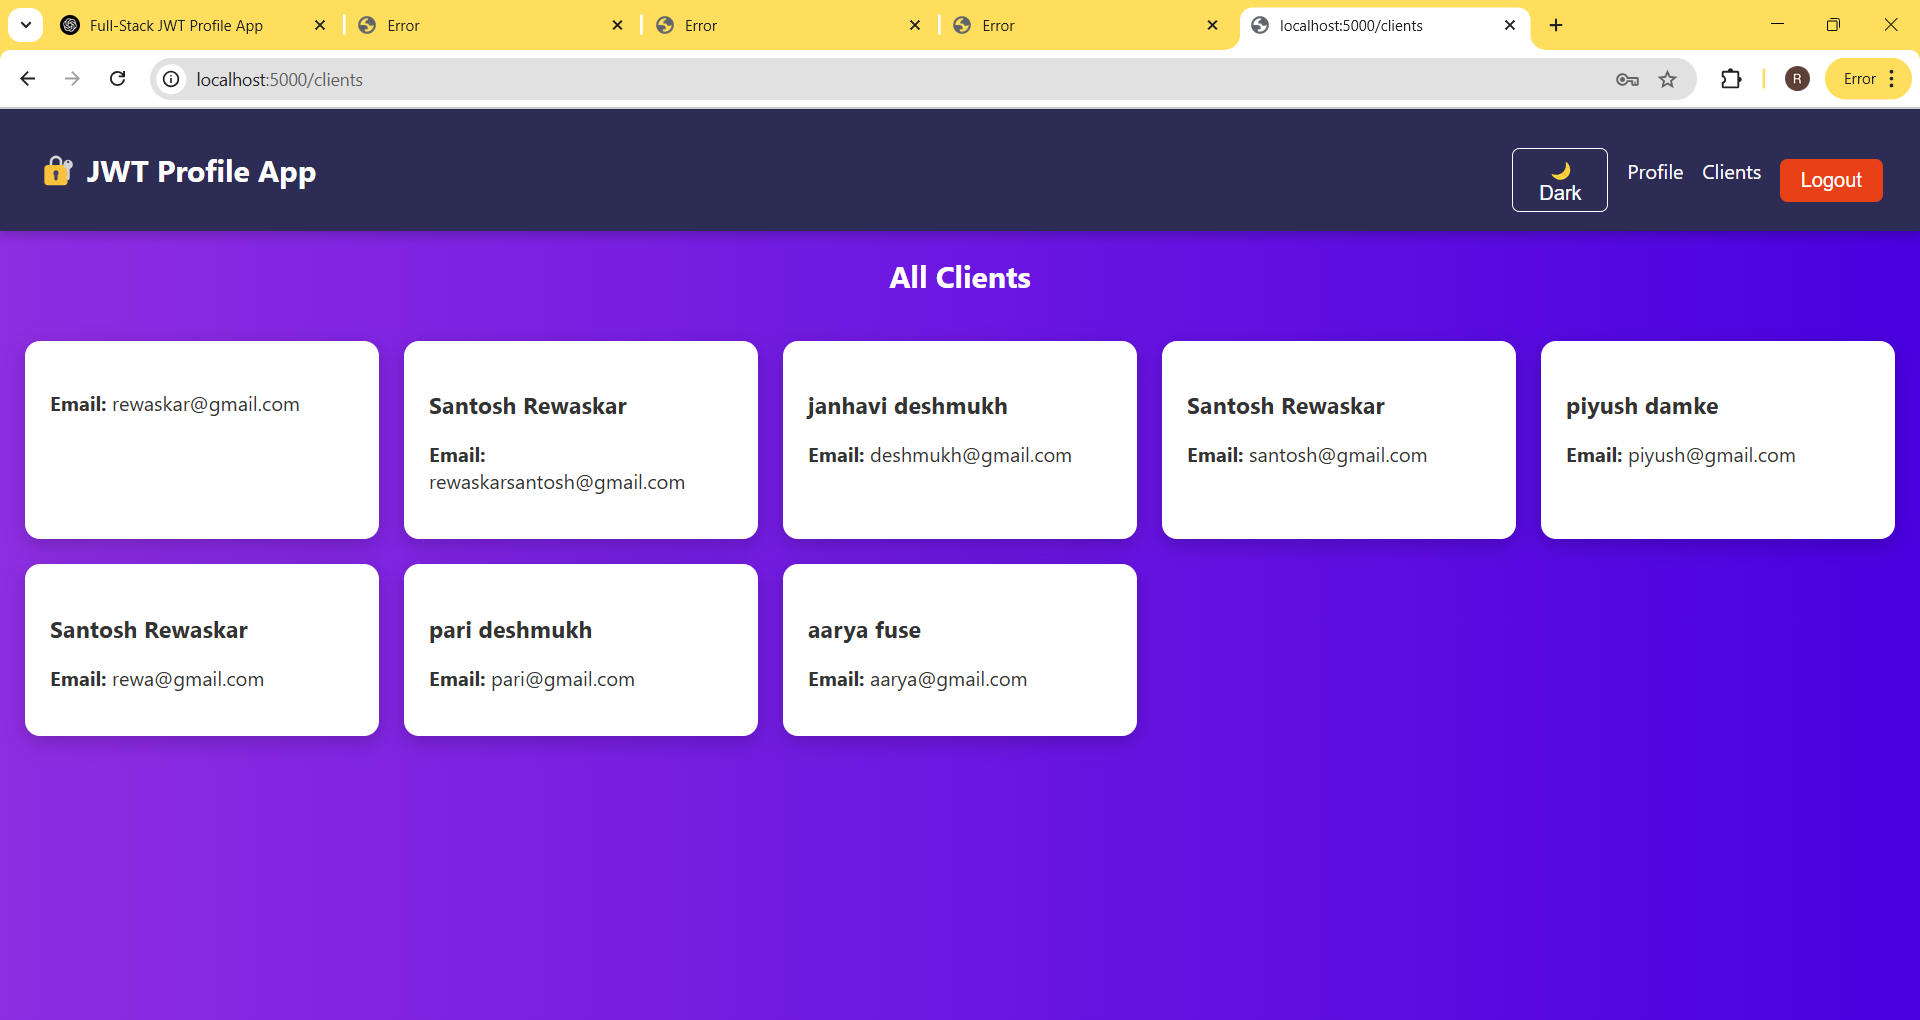 Full-Stack JWT Profile App
Error
Error
Error
localhost:5000/clients
localhost:5000/clients
R
Error
🔐 JWT Profile App
🌙
Dark
Profile
Clients
Logout
All Clients
Email: rewaskar@gmail.com
Santosh Rewaskar
Email:
rewaskarsantosh@gmail.com
janhavi deshmukh
Email: deshmukh@gmail.com
Santosh Rewaskar
Email: santosh@gmail.com
piyush damke
Email: piyush@gmail.com
Santosh Rewaskar
Email: rewa@gmail.com
pari deshmukh
Email: pari@gmail.com
aarya fuse
Email: aarya@gmail.com